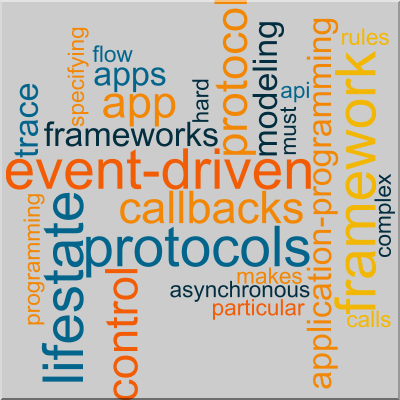 protocol
rules
specifying
flow
modeling
apps
hard
api
must
app
trace
application-programming
framework
frameworks
event-driven
complex
callbacks
programming
lifestate
protocols
control
makes
asynchronous
particular
calls